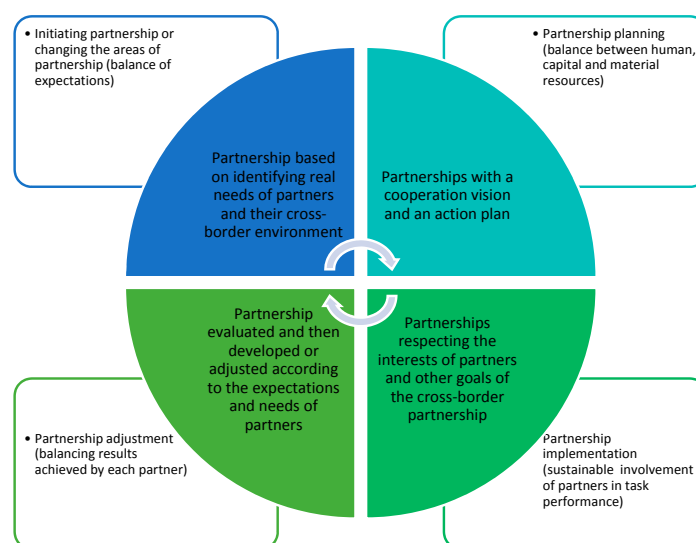 • Initiating partnership or
changing the areas of
partnership (balance of
expectations)
• Partnership planning
(balance between human,
capital and material
resources)
Partnership based
on identifying real
needs of partners
and their cross-
border environment
Partnerships with a
cooperation vision
and an action plan
Partnership
evaluated and then
developed or
adjusted according
to the expectations
and needs of
partners
Partnerships
respecting the
interests of partners
and other goals of
the cross-border
partnership
• Partnership adjustment
(balancing results
achieved by each partner)
Partnership
implementation
(sustainable involvement
of partners in task
performance)